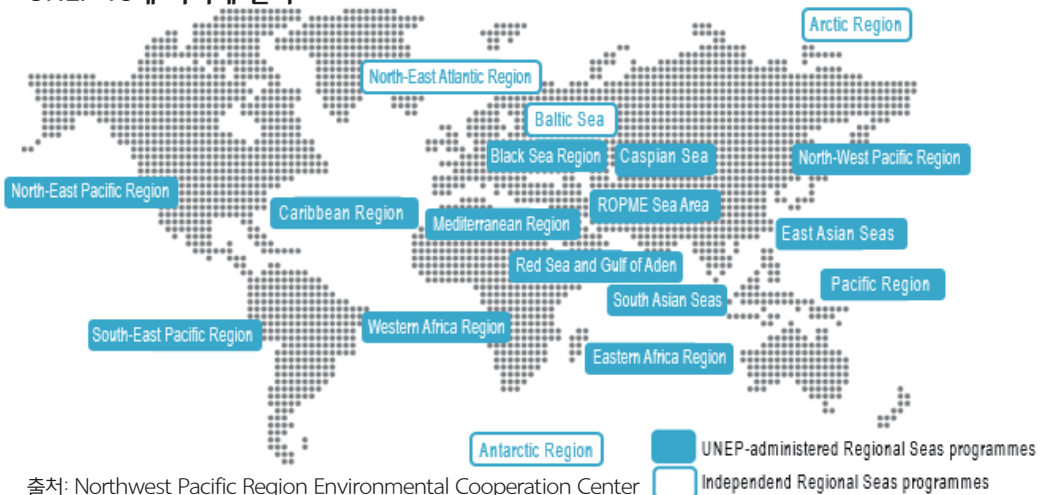 Arctic Region
North-East Atlantic Region
Baltic Sea
Black Sea Region
Caspian Sea
North-West Pacific Region
North-East Pacific Region
Caribbean Region
Mediterranean Region
ROPME Sea Area
East Asian Seas
Red Sea and Gulf of Aden
South Asian Seas
Pacific Region
South-East Pacific Region
Western Africa Region
Eastern Africa Region
Antarctic Region
UNEP-administered Regional Seas programmes
Independend Regional Seas programmes
출처: Northwest Pacific Region Environmental Cooperation Center